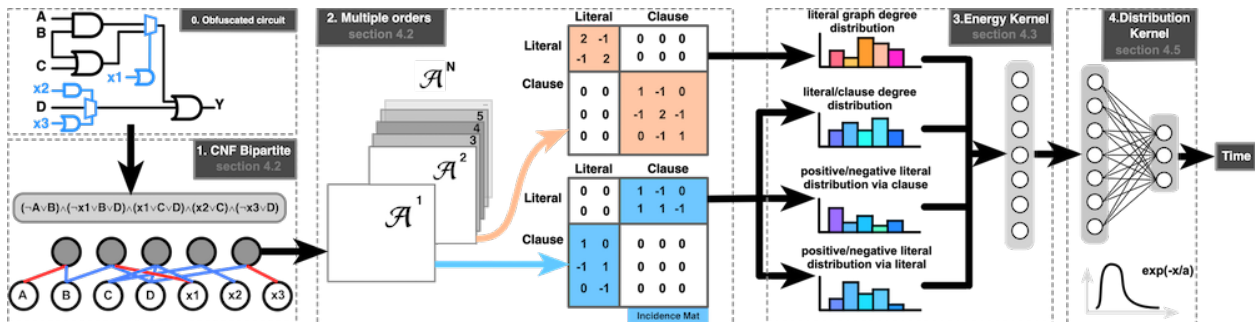 0. Obfuscated circuit
A
B
C
x1
x2
D
x3
Y
1. CNF Bipartite
section 4.2
(¬A∨B)∧(¬x1∨B∨D)∧(x1∨C∨D)∧(x2∨C)∧(¬x3∨D)
A B C D x1 x2 x3
2. Multiple orders
section 4.2
𝒜 N
5
4
3
𝒜 2
𝒜 1
Literal Clause
Literal
2 -1 0 0 0
-1 2 0 0 0
Clause
0 0 1 -1 0
0 0 -1 2 -1
0 0 0 -1 1
Literal Clause
Literal
0 0 1 -1 0
0 0 1 1 -1
Clause
1 0 0 0 0
-1 1 0 0 0
0 -1 0 0 0
Incidence Mat
literal graph degree
distribution
literal/clause degree
distribution
positive/negative literal
distribution via clause
positive/negative literal
distribution via literal
3.Energy Kernel
section 4.3
4.Distribution
Kernel
section 4.5
exp(-x/a)
Time